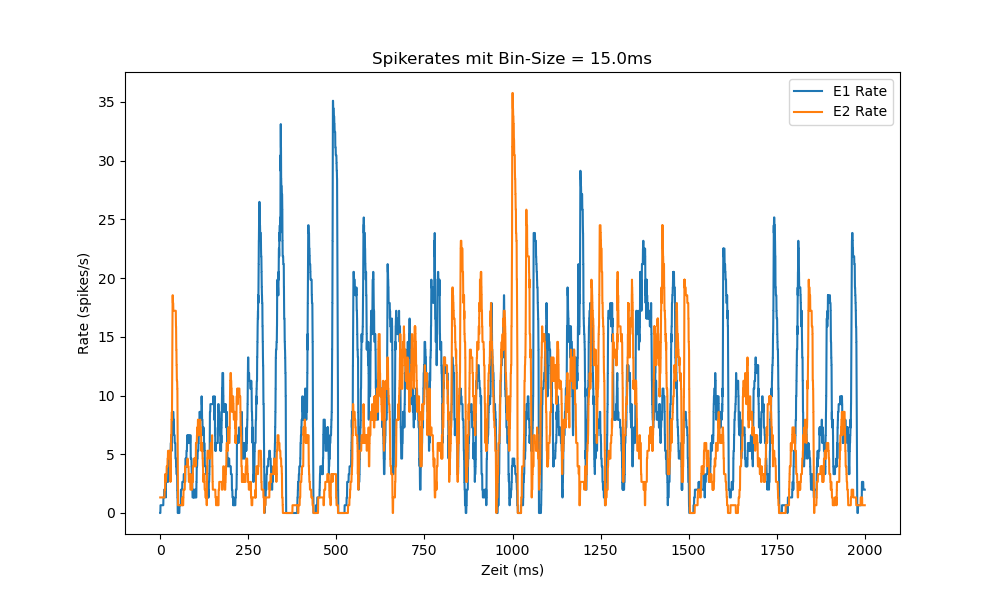 Spikerates mit Bin-Size = 15.0ms
E1 Rate
E2 Rate
35
30
25
20
15
10
5
0
Rate (spikes/s)
0 250 500 750 1000 1250 1500 1750 2000
Zeit (ms)